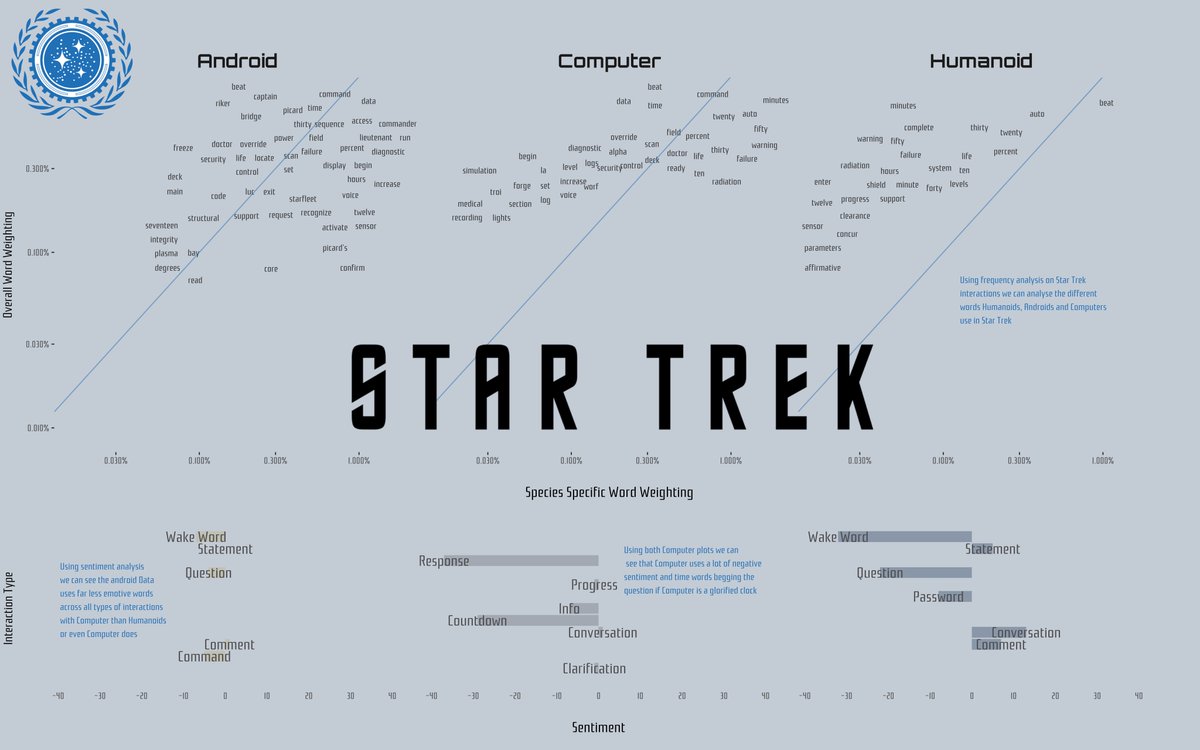 Android
Computer
Humanoid
beat
riker
captain
command
picard
time
data
bridge
thirty
sequence
access
commander
power
field
lieutenant
run
freeze
doctor
override
percent
diagnostic
security
life
locate
scan
failure
control
set
display
begin
deck
hours
increase
main
code
luc
exit
starfleet
voice
structural
support
request
recognize
twelve
seventeen
activate
sensor
integrity
plasma
bay
picard's
degrees
core
confirm
read
beat
command
data
time
minutes
twenty
auto
field
percent
fifty
override
scan
warning
diagnostic
alpha
doctor
life
thirty
begin
level
logs
security
control
deck
ready
failure
simulation
la
ten
increase
worf
radiation
troi
forge
set
voice
medical
section
log
recording
lights
beat
minutes
auto
complete
thirty
twenty
warning
fifty
failure
life
percent
radiation
hours
system
ten
enter
shield
minute
forty
levels
twelve
progress
support
clearance
sensor
concur
parameters
affirmative
0.300%
0.100%
0.030%
0.010%
Overall Word Weighting
Using frequency analysis on Star Trek
interactions we can analyse the different
words Humanoids, Androids and Computers
use in Star Trek
STAR TREK
0.030% 0.100% 0.300% 1.000%
0.030% 0.100% 0.300% 1.000%
0.030% 0.100% 0.300% 1.000%
Species Specific Word Weighting
Interaction Type
Wake Word
Statement
Question
Comment
Command
Using sentiment analysis
we can see the android Data
uses far less emotive words
across all types of interactions
with Computer than Humanoids
or even Computer does
Response
Progress
Info
Countdown
Conversation
Clarification
Using both Computer plots we can
see that Computer uses a lot of negative
sentiment and time words begging the
question if Computer is a glorified clock
Wake Word
Statement
Question
Password
Conversation
Comment
-40 -30 -20 -10 0 10 20 30 40
-40 -30 -20 -10 0 10 20 30 40
-40 -30 -20 -10 0 10 20 30 40
Sentiment